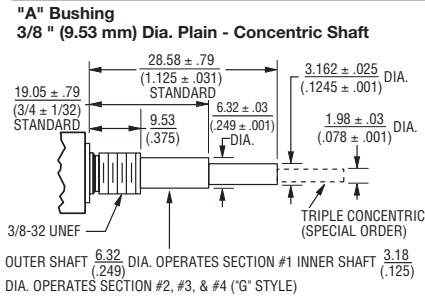 "A" Bushing
3/8 " (9.53 mm) Dia. Plain - Concentric Shaft
28.58 ± .79
(1.125 ± .031)
STANDARD
3.162 ± .025
(.1245 ± .001)
DIA.
19.05 ± .79
(3/4 ± 1/32)
STANDARD
6.32 ± .03
(.249 ± .001)
DIA.
9.53
(.375)
1.98 ± .03
(.078 ± .001)
DIA.
3/8-32 UNEF
TRIPLE CONCENTRIC
(SPECIAL ORDER)
OUTER SHAFT 6.32 (.249) DIA. OPERATES SECTION #1 INNER SHAFT 3.18 (.125)
DIA. OPERATES SECTION #2, #3, & #4 ("G" STYLE)